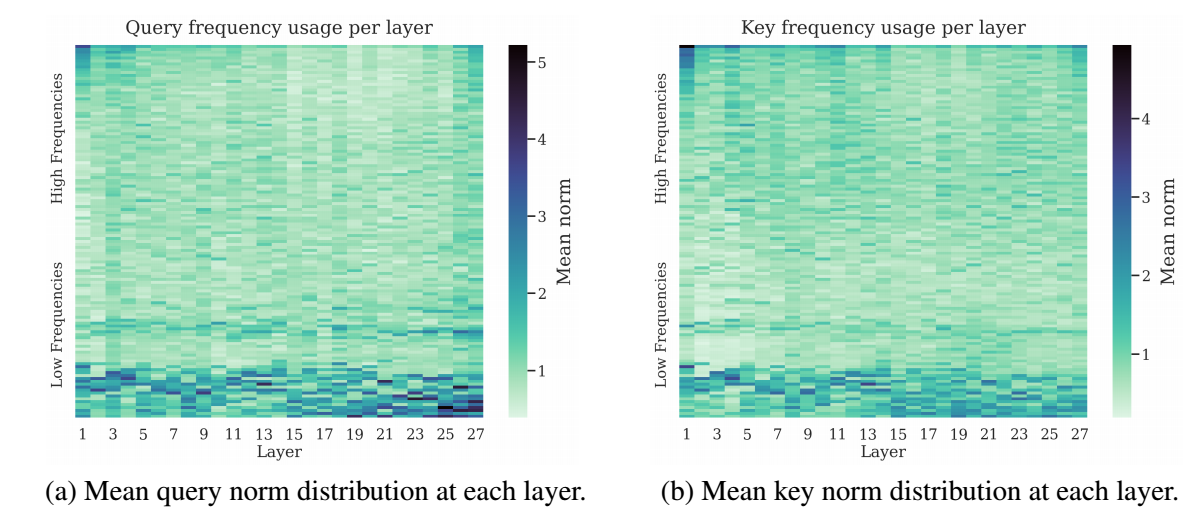 Query frequency usage per layer
High Frequencies
Low Frequencies
1 3 5 7 9 11 13 15 17 19 21 23 25 27
Layer
5
4
3
2
1
Mean norm
(a) Mean query norm distribution at each layer.
Key frequency usage per layer
High Frequencies
Low Frequencies
1 3 5 7 9 11 13 15 17 19 21 23 25 27
Layer
4
3
2
1
Mean norm
(b) Mean key norm distribution at each layer.